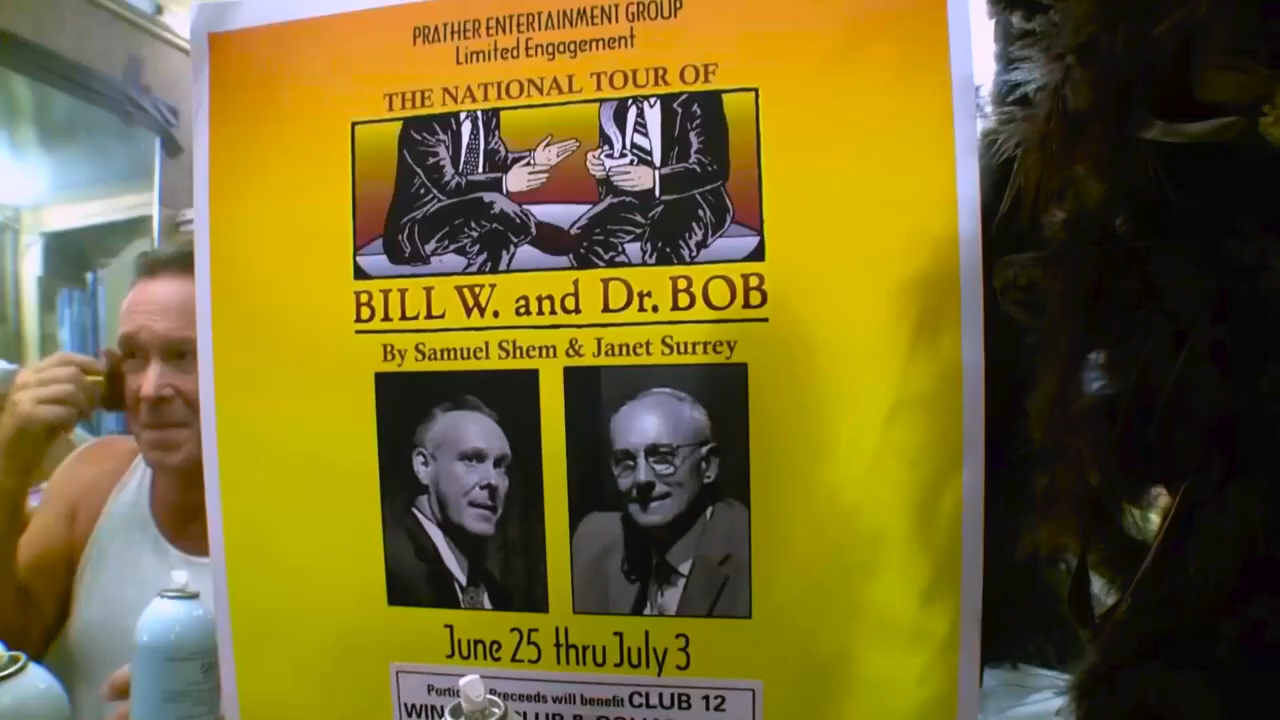 PRATHER ENTERTAINMENT GROUP
Limited Engagement
THE NATIONAL TOUR OF
BILL W. and Dr. BOB
By Samuel Shem & Janet Surrey
June 25 thru July 3
will benefit CLUB 12